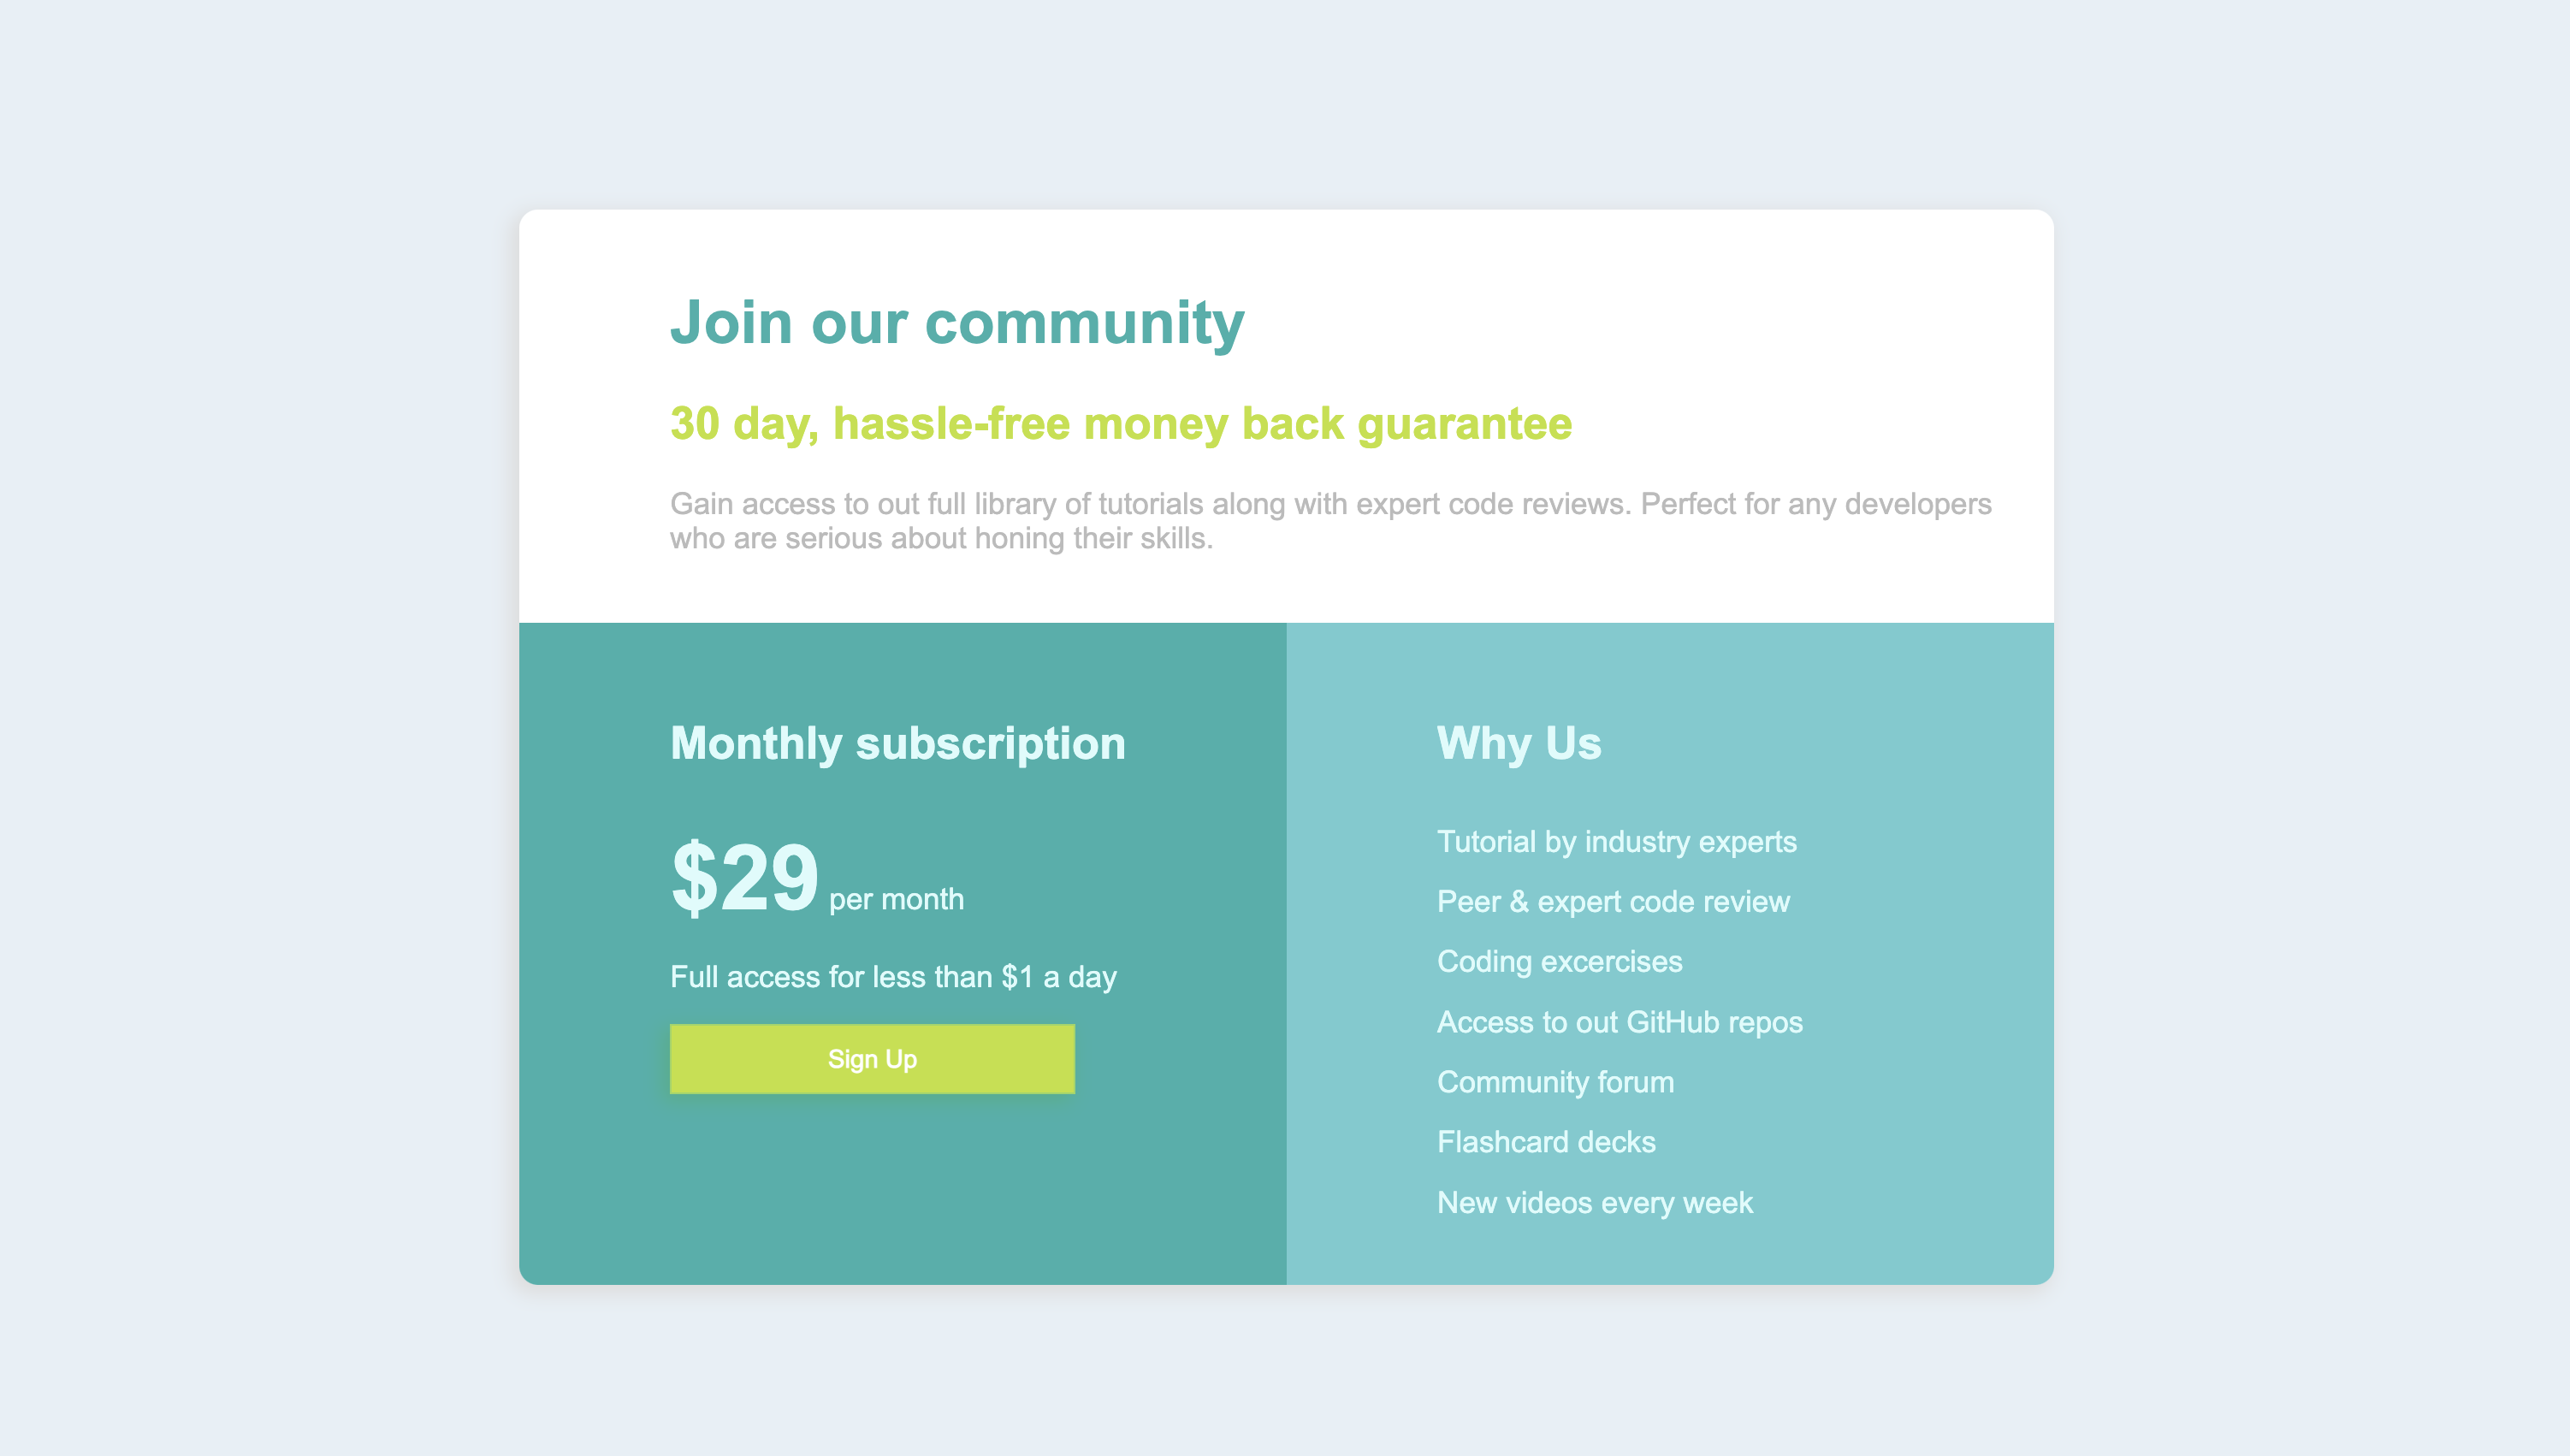 Join our community
30 day, hassle-free money back guarantee
Gain access to out full library of tutorials along with expert code reviews. Perfect for any developers
who are serious about honing their skills.
Monthly subscription
$29 per month
Full access for less than $1 a day
Sign Up
Why Us
Tutorial by industry experts
Peer & expert code review
Coding excercises
Access to out GitHub repos
Community forum
Flashcard decks
New videos every week